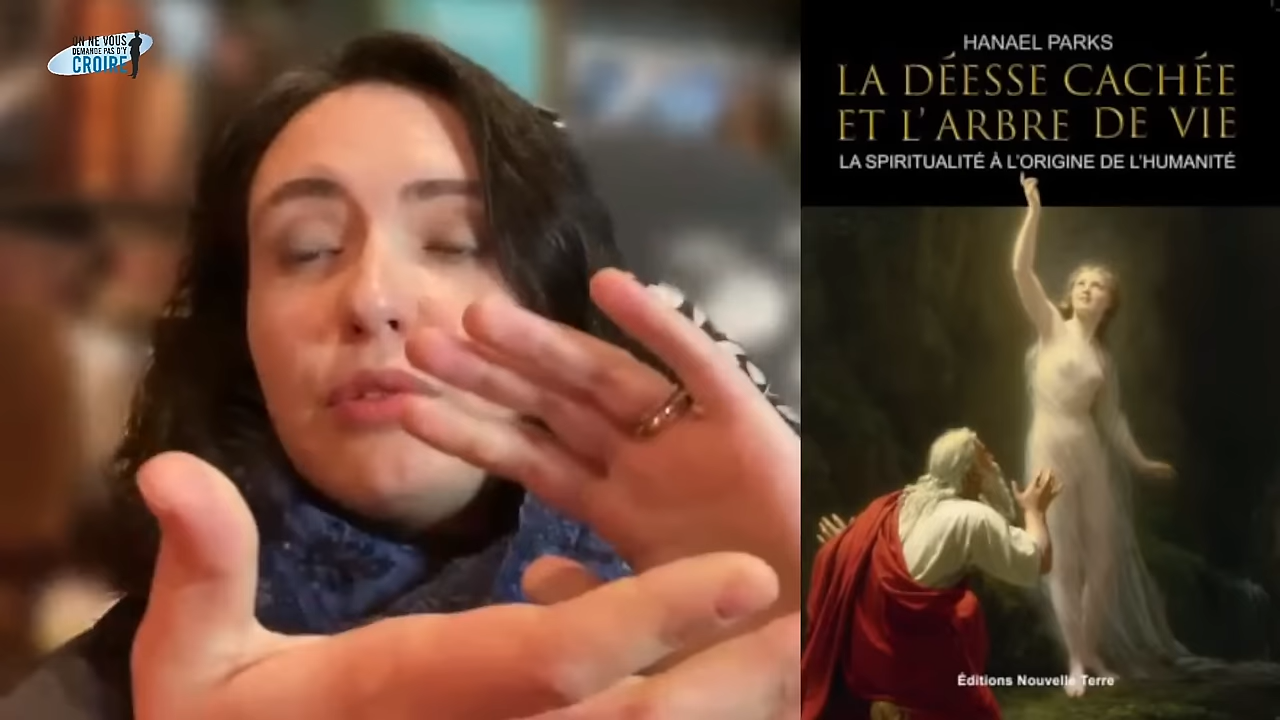 ON NE VOUS
DEMANDE PAS D'Y
CROIRE
HANAEL PARKS
LA DÉESSE CACHÉE
ET L'ARBRE DE VIE
LA SPIRITUALITÉ À L'ORIGINE DE L'HUMANITÉ
Éditions Nouvelle Terre